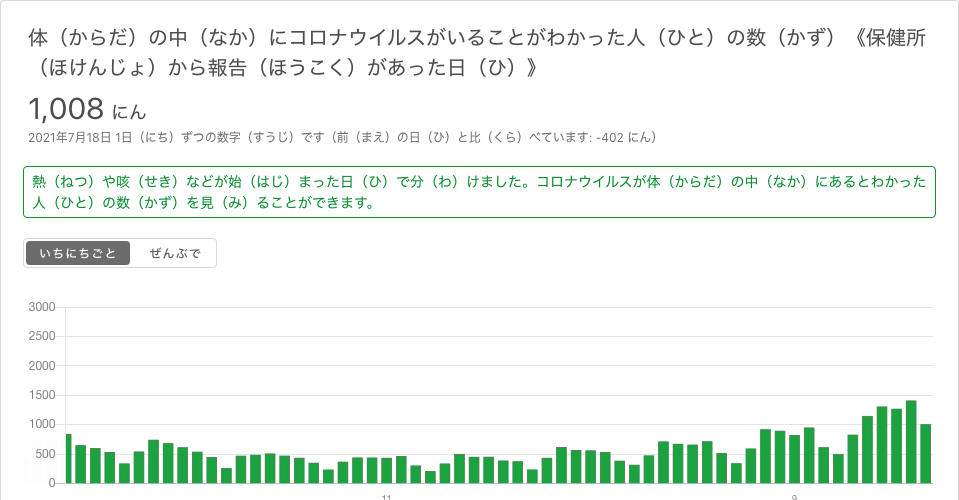 体（からだ）の中（なか）にコロナウイルスがいることがわかった人（ひと）の数（かず）《保健所
（ほけんじょ）から報告（ほうこく）があった日（ひ）》
1,008 にん
2021年7月18日 1日（にち）ずつの数字（すうじ）です（前（まえ）の日（ひ）と比（くら）べています: -402 にん）
熱（ねつ）や咳（せき）などが始（はじ）まった日（ひ）で分（わ）けました。コロナウイルスが体（からだ）の中（なか）にあるとわかった
人（ひと）の数（かず）を見（み）ることができます。
いちにちごと ぜんぶで
3000
2500
2000
1500
1000
500
0
11 9